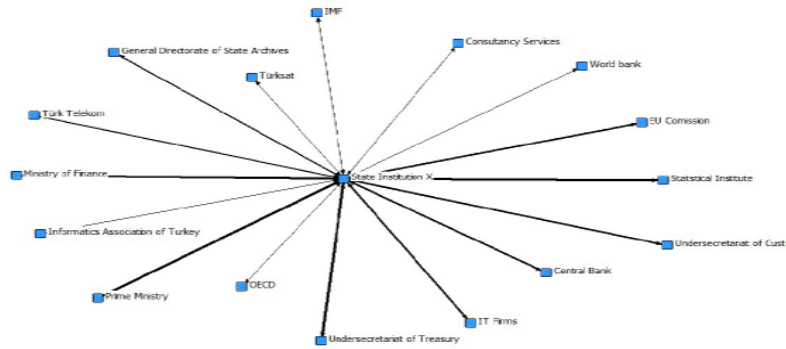 IMF
Consultancy Services
General Directorate of State Archives
World bank
Türksat
Türk Telekom
EU Comission
Ministry of Finance
State Institution X
Statistical Institute
Informatics Association of Turkey
Undersecretariat of Cust
Central Bank
OECD
Prime Ministry
IT Firms
Undersecretariat of Treasury